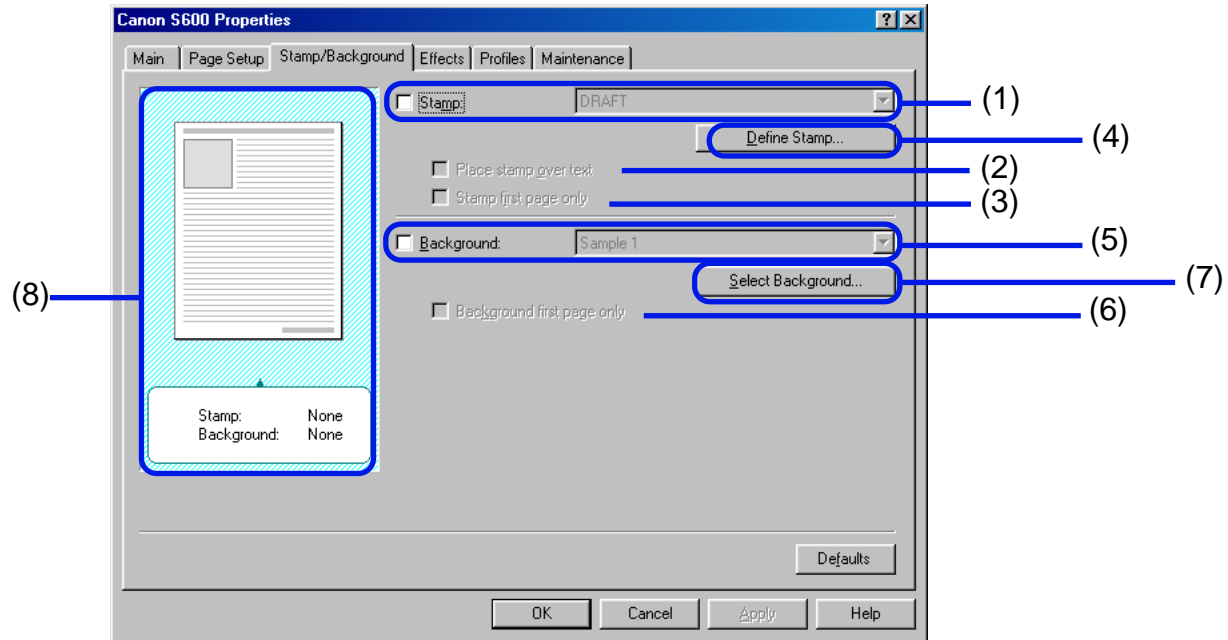 Canon S600 Properties
Main Page Setup Stamp/Background Effects Profiles Maintenance
Stamp: DRAFT (1)
Define Stamp... (4)
Place stamp over text (2)
Stamp first page only (3)
Background: Sample 1 (5)
Select Background... (7)
(8)
Background first page only (6)
Stamp: None
Background: None
Defaults
OK Cancel Apply Help